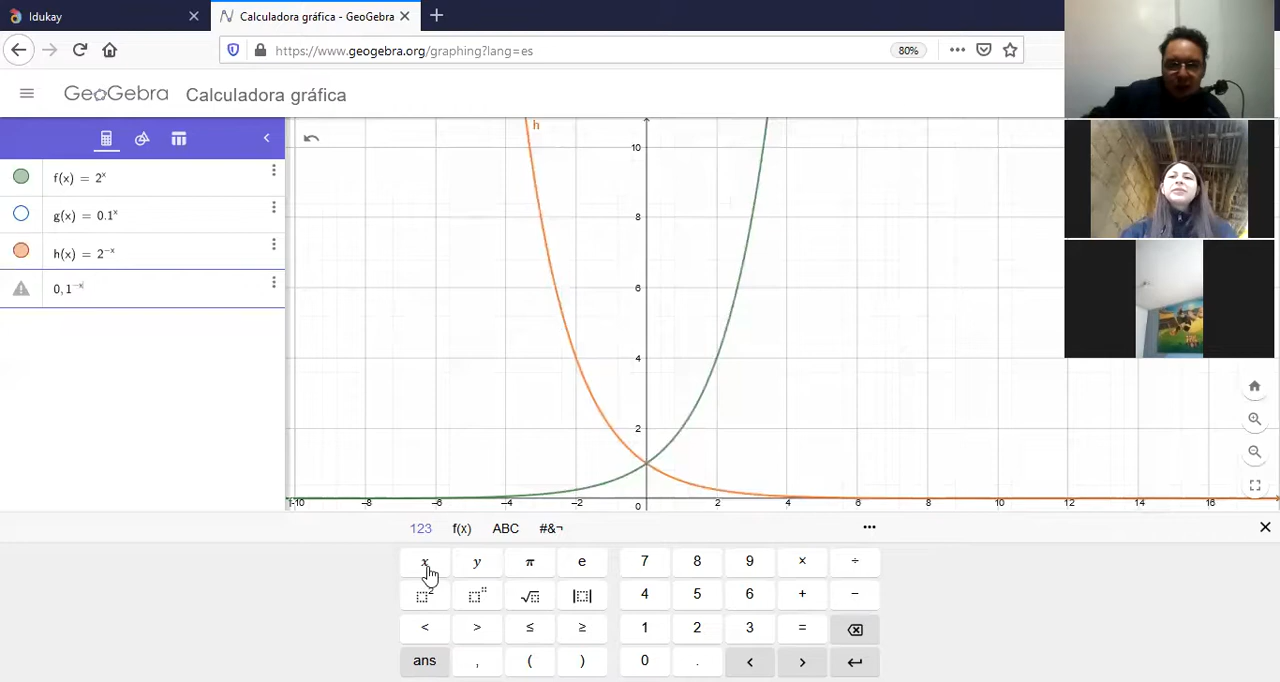 Idukay
Calculadora gráfica - GeoGebra
https://www.geogebra.org/graphing?lang=es
80%
GeoGebra Calculadora gráfica
f(x) = 2ˣ
g(x) = 0.1ˣ
h(x) = 2⁻ˣ
0,1⁻ˣ
h
10
8
6
4
2
0
-10 -8 -6 -4 -2 2 4 6 8 10 12 14 16
123 f(x) ABC #&¬
x y π e 7 8 9 × ÷
4 5 6 + −
< > ≤ ≥ 1 2 3 =
ans , ( ) 0 . < >